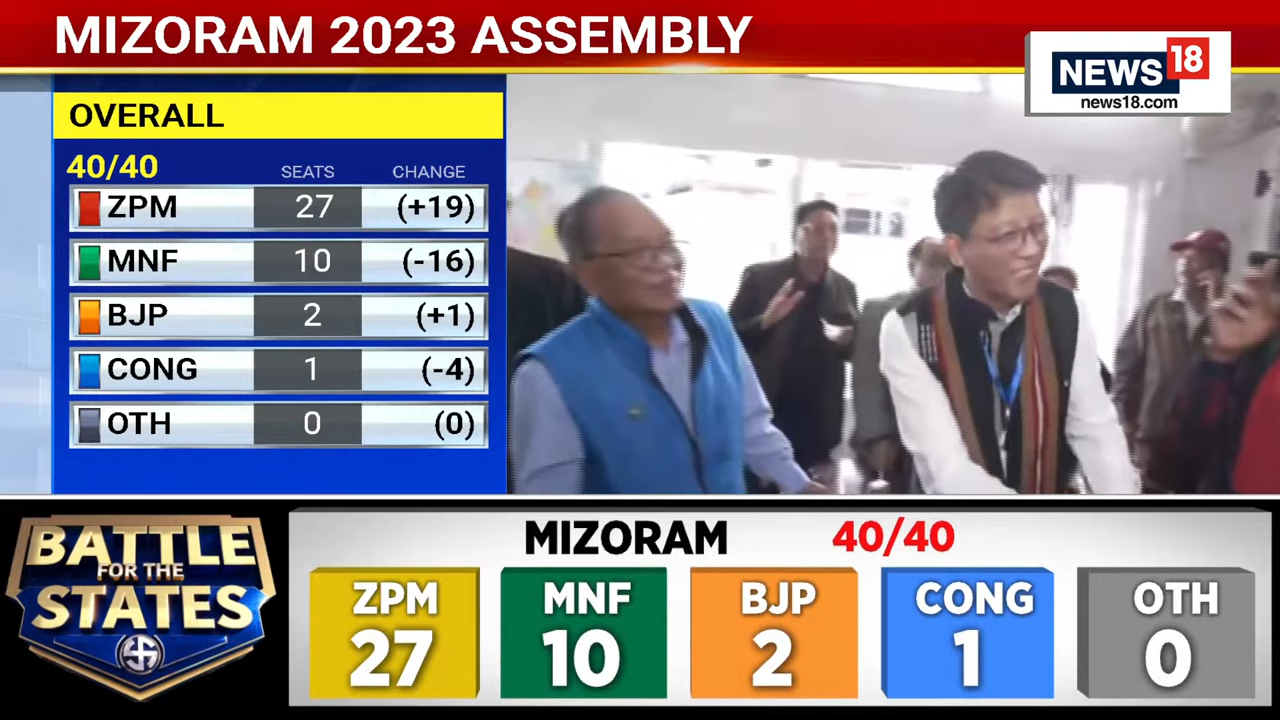 MIZORAM 2023 ASSEMBLY
NEWS 18
news18.com
OVERALL
40/40 SEATS CHANGE
ZPM 27 (+19)
MNF 10 (-16)
BJP 2 (+1)
CONG 1 (-4)
OTH 0 (0)
BATTLE
FOR THE
STATES
MIZORAM 40/40
ZPM MNF BJP CONG OTH
27 10 2 1 0